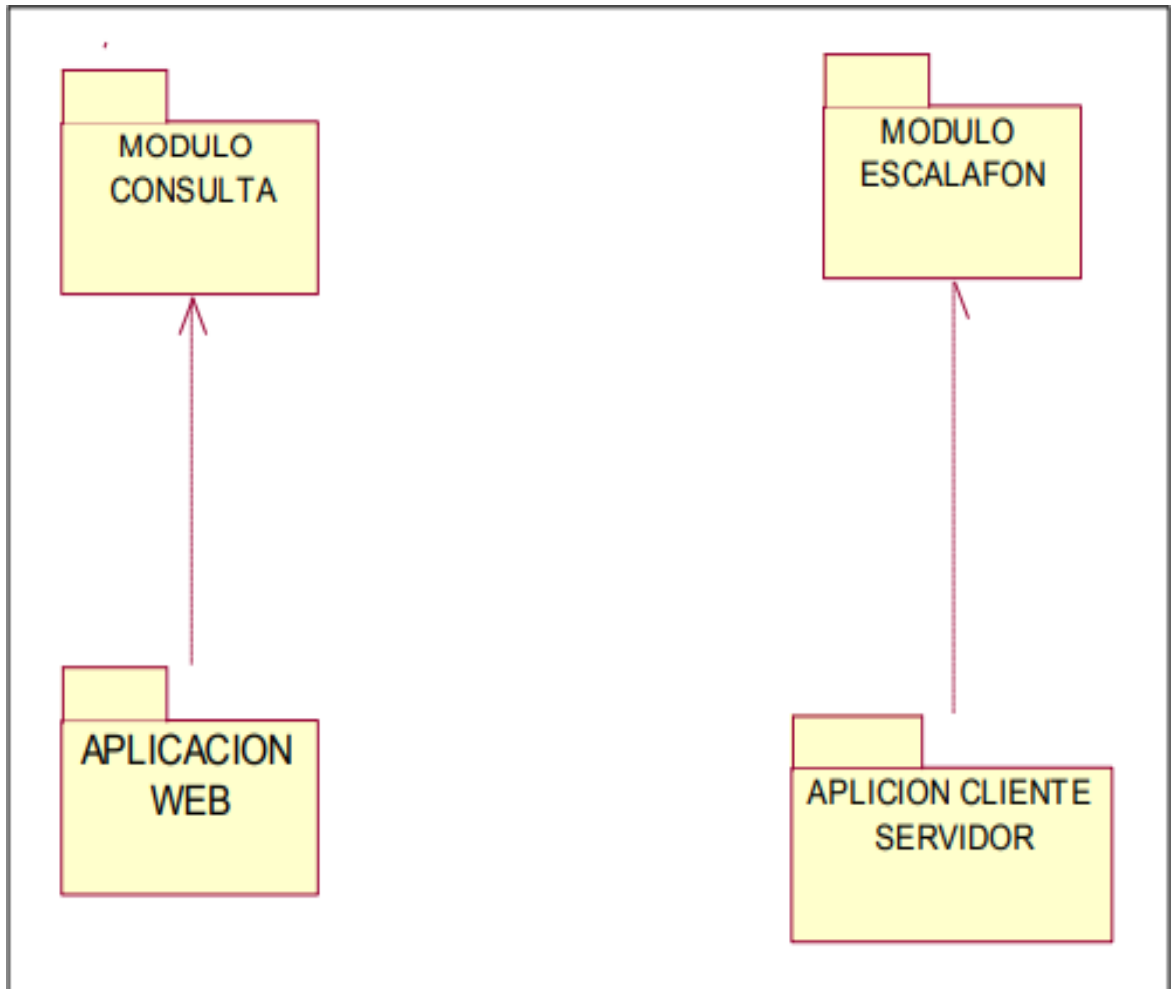 MODULO
CONSULTA
MODULO
ESCALAFON
APLICACION
WEB
APLICION CLIENTE
SERVIDOR